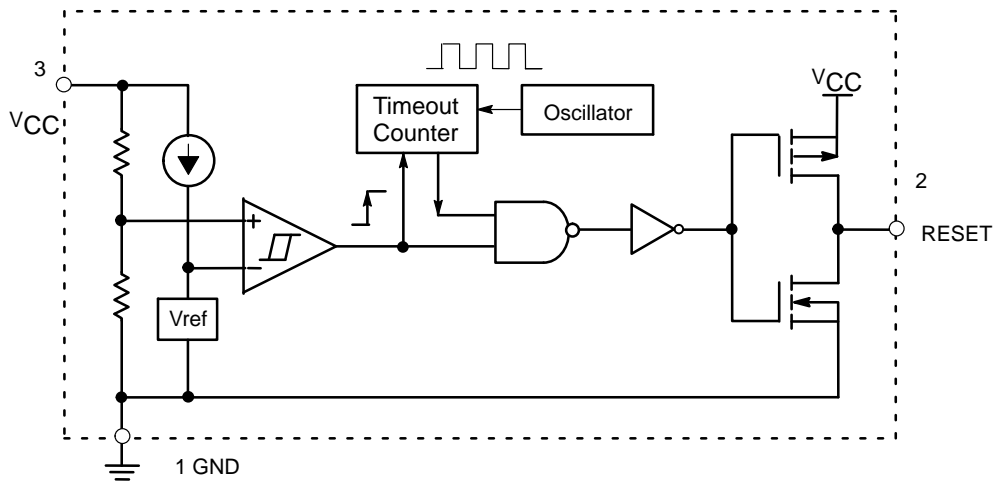 3
VCC
Timeout
Counter
Oscillator
VCC
+
−
Vref
2
RESET
1 GND